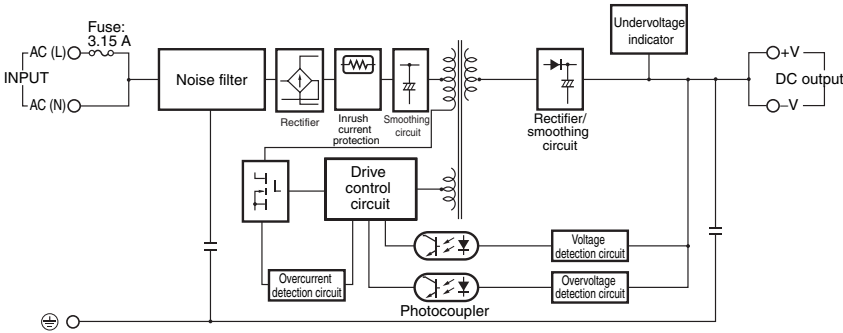 Fuse:
3.15 A
AC (L)
INPUT
AC (N)
Noise filter
Rectifier
Inrush
current
protection
Smoothing
circuit
Undervoltage
indicator
+V
DC output
–V
Rectifier/
smoothing
circuit
Drive
control
circuit
Overcurrent
detection circuit
Voltage
detection circuit
Overvoltage
detection circuit
Photocoupler